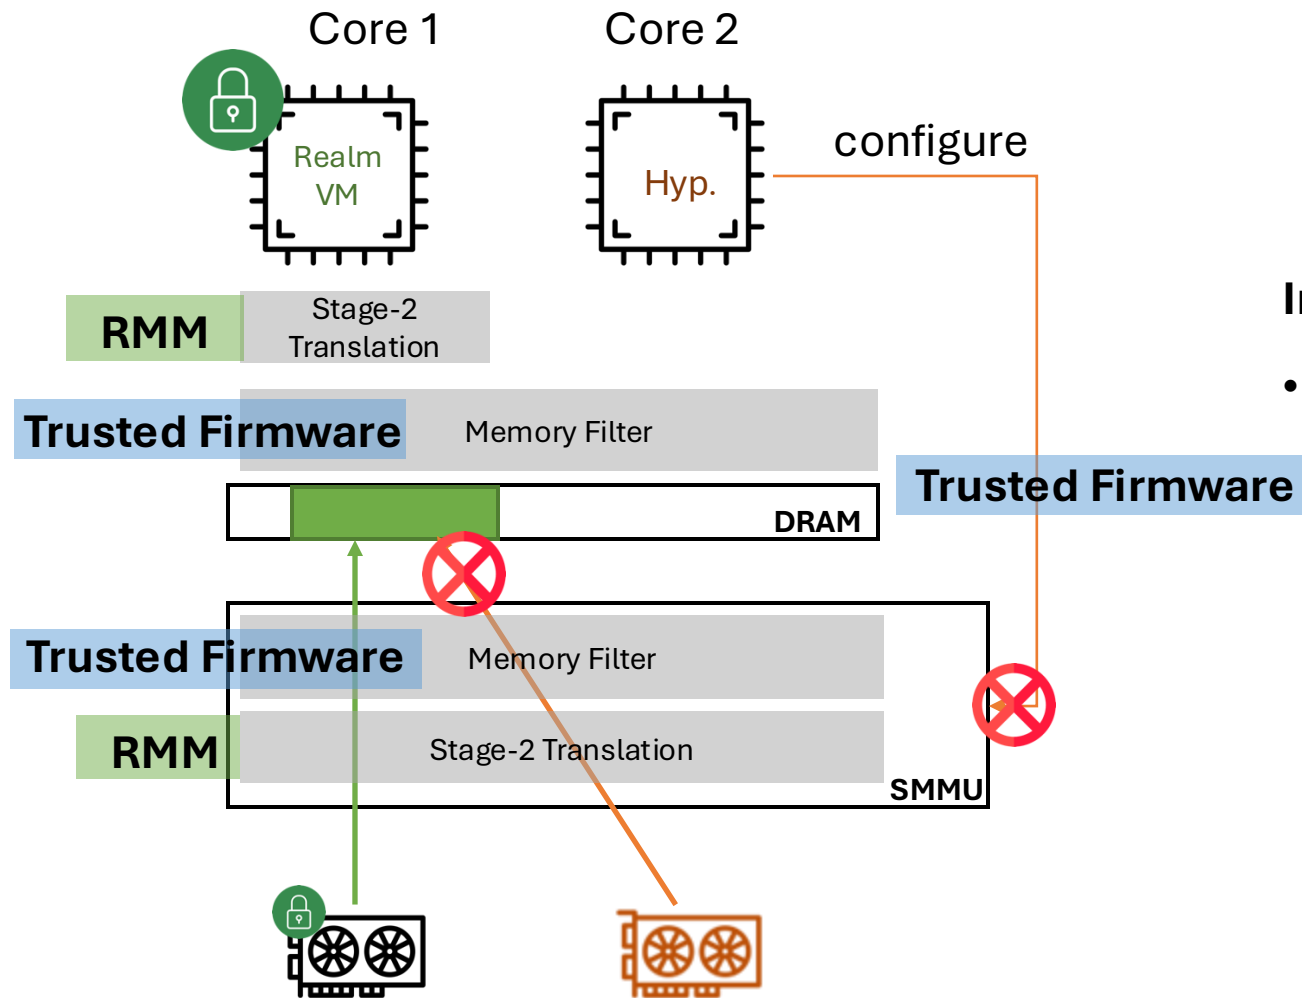 Core 1
Core 2
Realm
VM
Hyp.
configure
RMM
Stage-2
Translation
Trusted Firmware
Memory Filter
DRAM
Trusted Firmware
Trusted Firmware
Memory Filter
RMM
Stage-2 Translation
SMMU